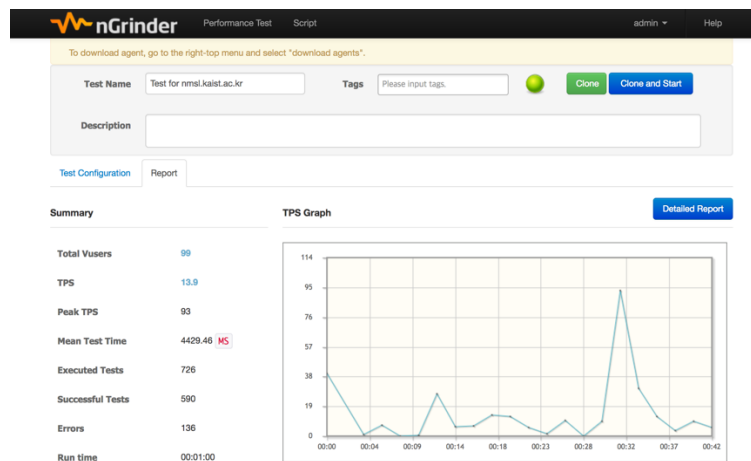 nGrinder Performance Test Script admin Help
To download agent, go to the right-top menu and select "download agents".
Test Name Test for nmsl.kaist.ac.kr Tags Please input tags. Clone Clone and Start
Description
Test Configuration Report
Summary
TPS Graph
Detailed Report
Total Vusers 99
TPS 13.9
Peak TPS 93
Mean Test Time 4429.46 MS
Executed Tests 726
Successful Tests 590
Errors 136
Run time 00:01:00
114
95
76
57
38
19
0
00:00 00:04 00:09 00:14 00:18 00:23 00:28 00:32 00:37 00:42